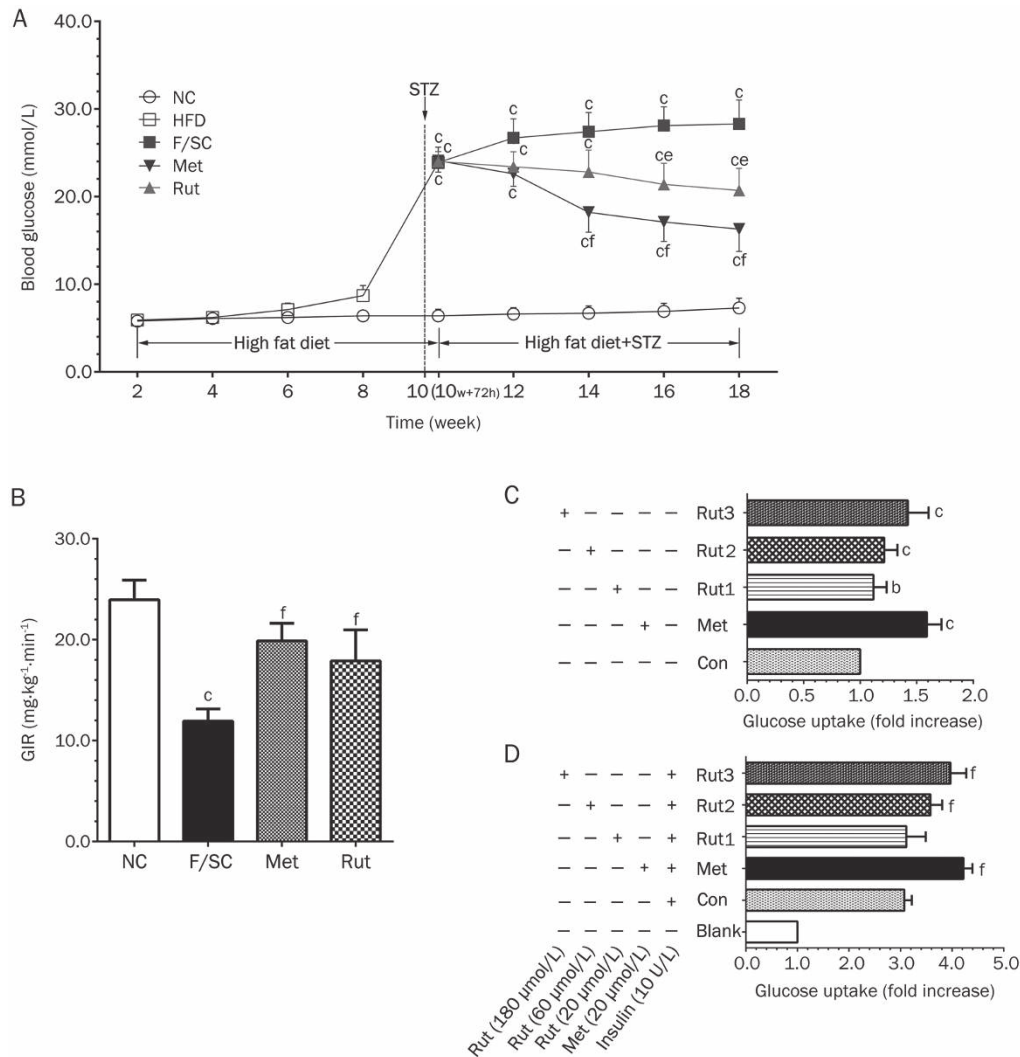 A
40.0
30.0
20.0
10.0
0.0
Blood glucose (mmol/L)
NC
HFD
F/SC
Met
Rut
STZ
c
c
c
c
c
c
c
c
c
c
ce
ce
cf
cf
cf
High fat diet
High fat diet+STZ
2
4
6
8
10
(10w+72h)
12
14
16
18
Time (week)
B
30.0
20.0
10.0
0.0
GIR (mg·kg⁻¹·min⁻¹)
c
f
f
NC
F/SC
Met
Rut
C
+ — — — — Rut3 c
— + — — — Rut2 c
— — + — — Rut1 b
— — — + — Met c
— — — — — Con
0.0 0.5 1.0 1.5 2.0
Glucose uptake (fold increase)
D
+ — — — + Rut3 f
— + — — + Rut2 f
— — + — + Rut1
— — — + + Met f
— — — — + Con
— — — — — Blank
0.0 1.0 2.0 3.0 4.0 5.0
Glucose uptake (fold increase)
Rut (180 μmol/L)
Rut (60 μmol/L)
Rut (20 μmol/L)
Met (20 μmol/L)
Insulin (10 U/L)